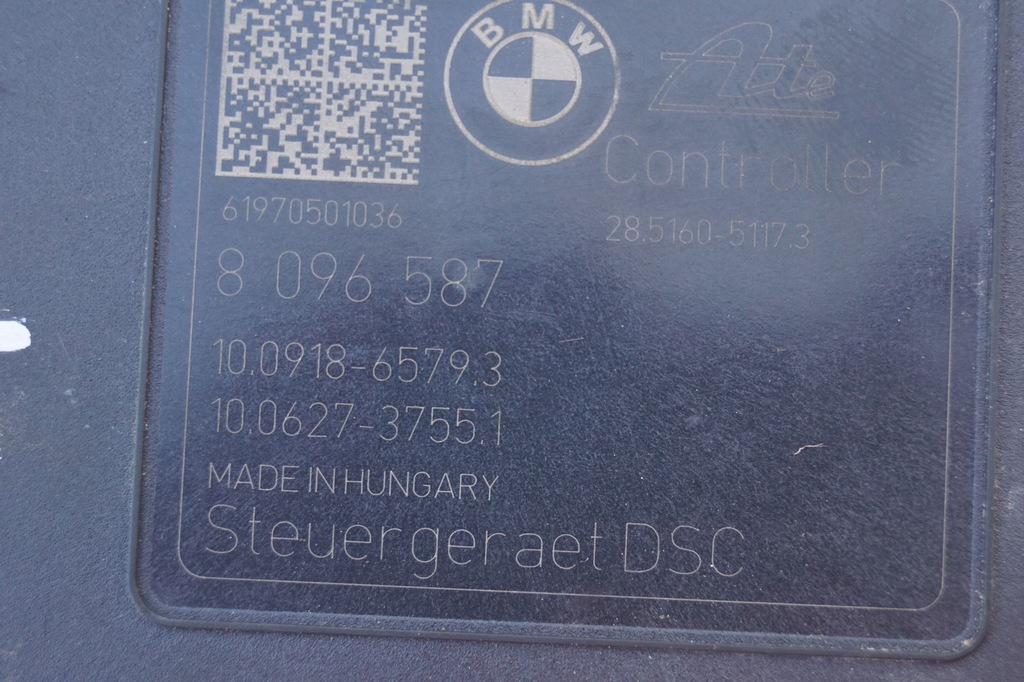 BMW
Ate
Controller
61970501036
28.5160-5117.3
8 096 587
10.0918-6579.3
10.0627-3755.1
MADE IN HUNGARY
Steuergeraet DSC